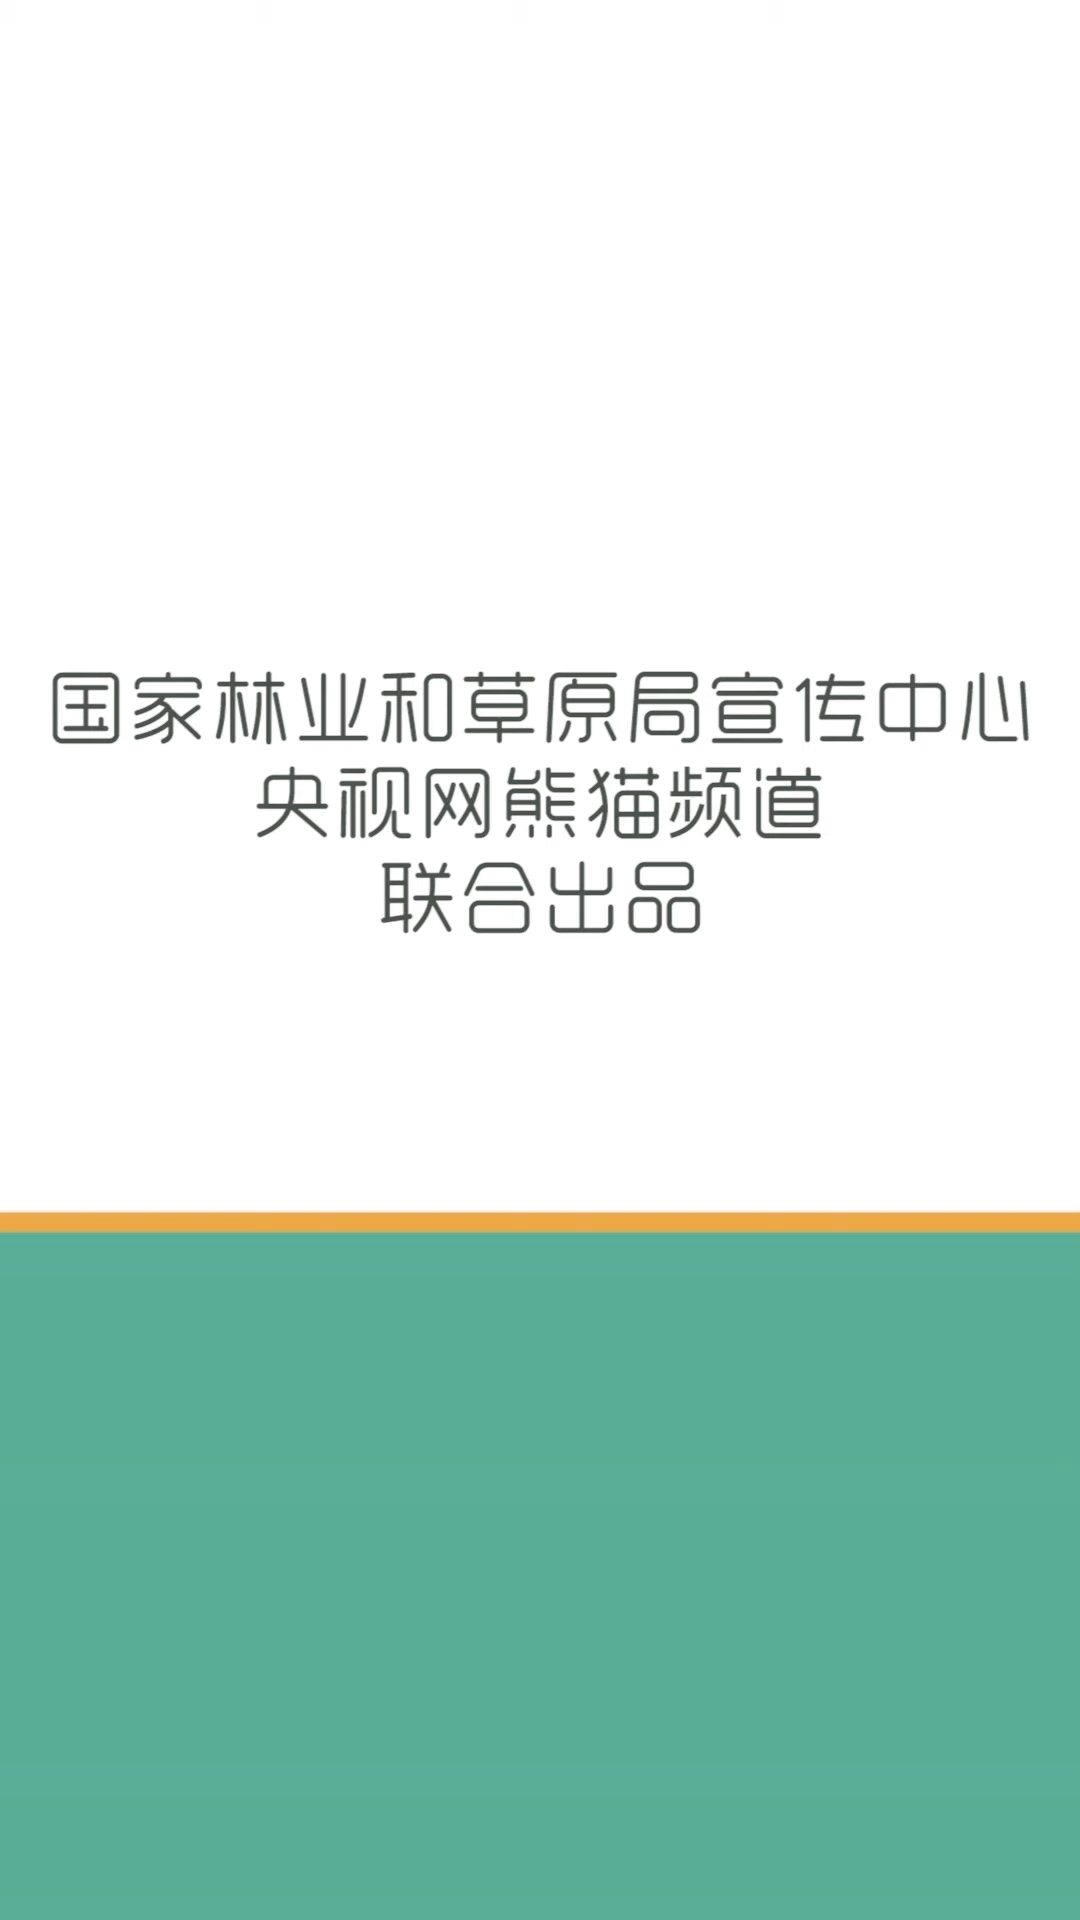 国家林业和草原局宣传中心
央视网熊猫频道
联合出品